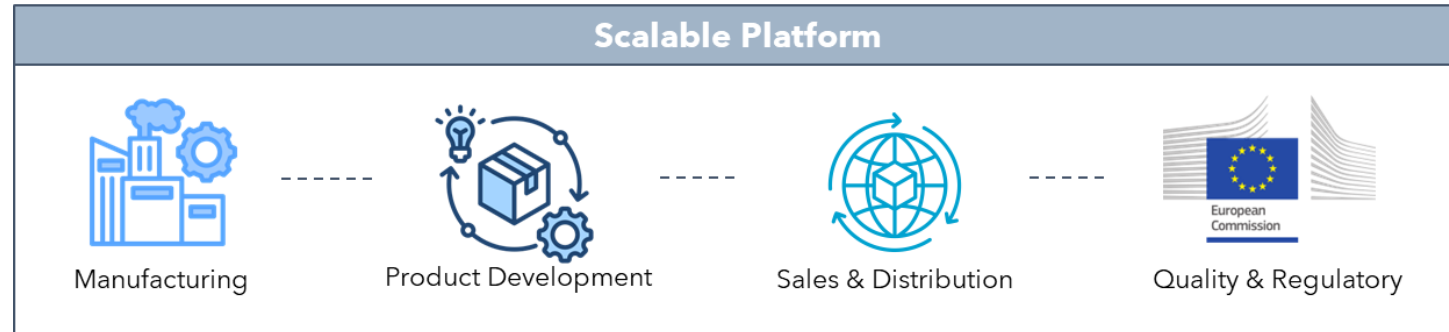 Scalable Platform
European
Commission
Manufacturing
Product Development
Sales & Distribution
Quality & Regulatory